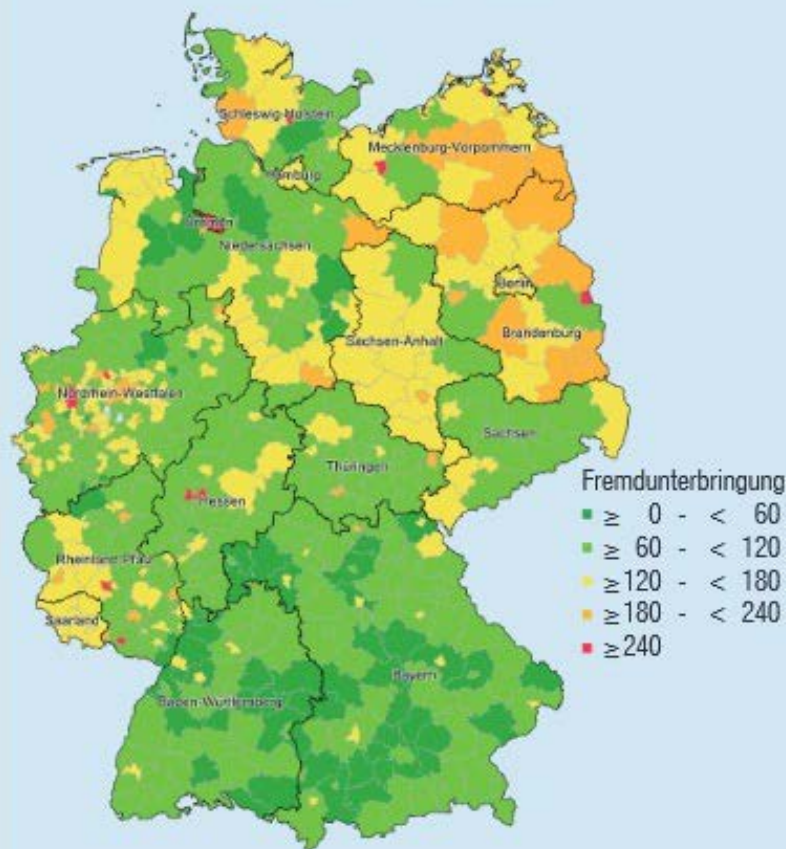 Schleswig-Holstein
Mecklenburg-Vorpommern
Hamburg
Bremen
Niedersachsen
Berlin
Brandenburg
Sachsen-Anhalt
Nordrhein-Westfalen
Sachsen
Thüringen
Hessen
Rheinland-Pfalz
Saarland
Bayern
Baden-Württemberg
Fremdunterbringung
≥ 0 - < 60
≥ 60 - < 120
≥120 - < 180
≥180 - < 240
≥240